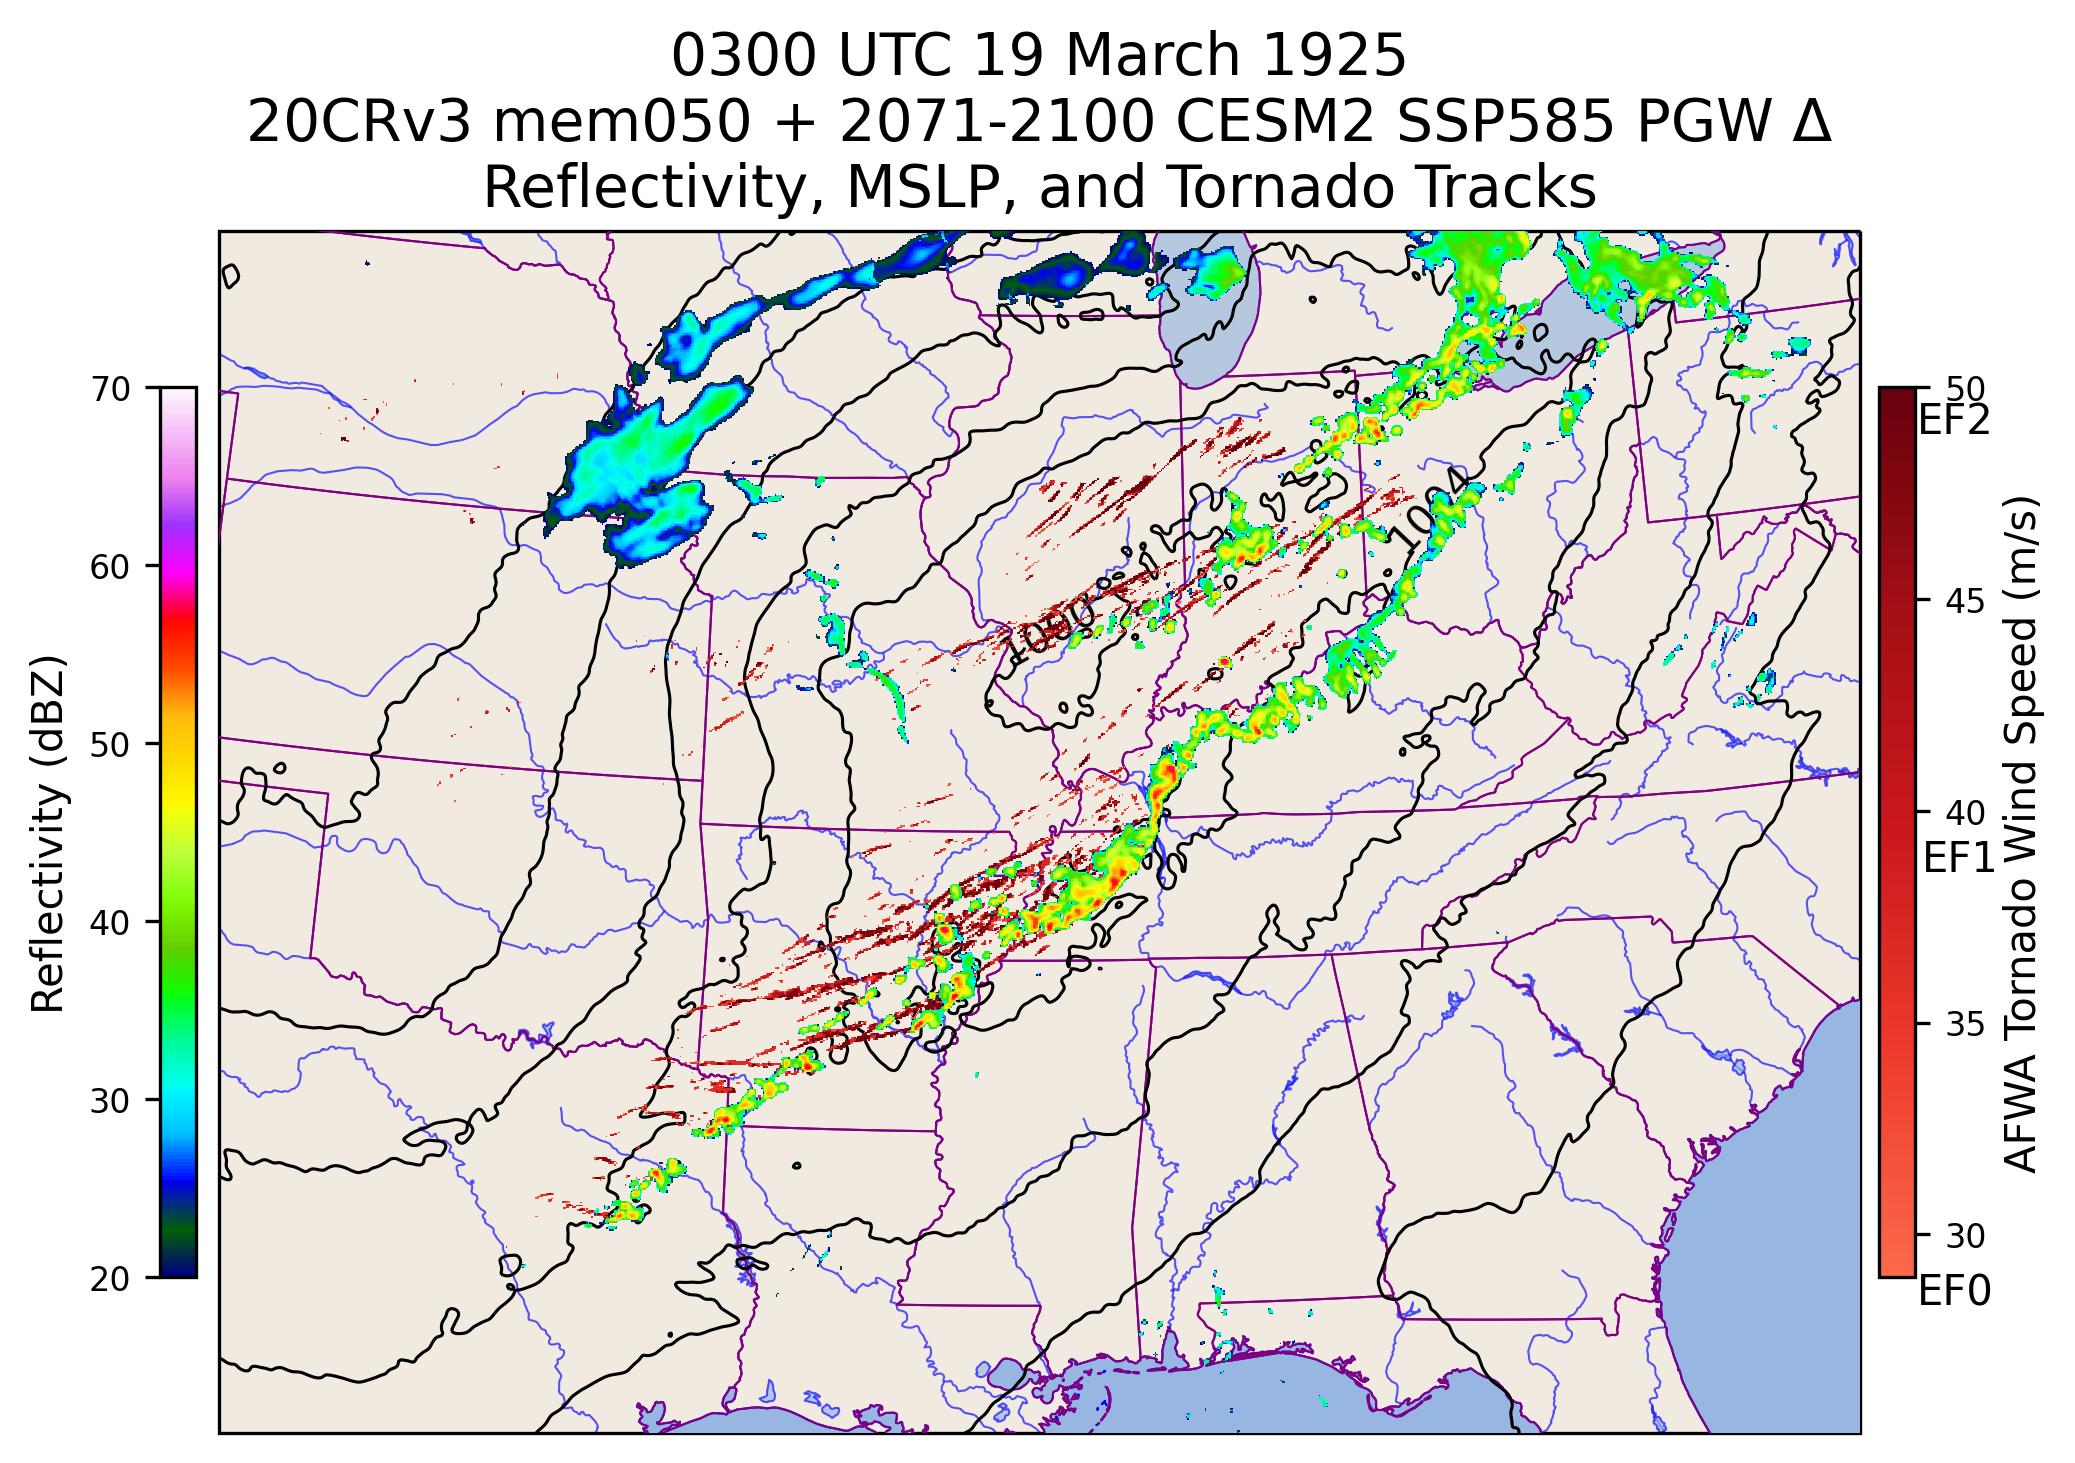 0300 UTC 19 March 1925
20CRv3 mem050 + 2071-2100 CESM2 SSP585 PGW Δ
Reflectivity, MSLP, and Tornado Tracks
70
60
50
40
30
20
Reflectivity (dBZ)
1000
1004
50
EF2
45
40
EF1
35
30
EF0
AFWA Tornado Wind Speed (m/s)